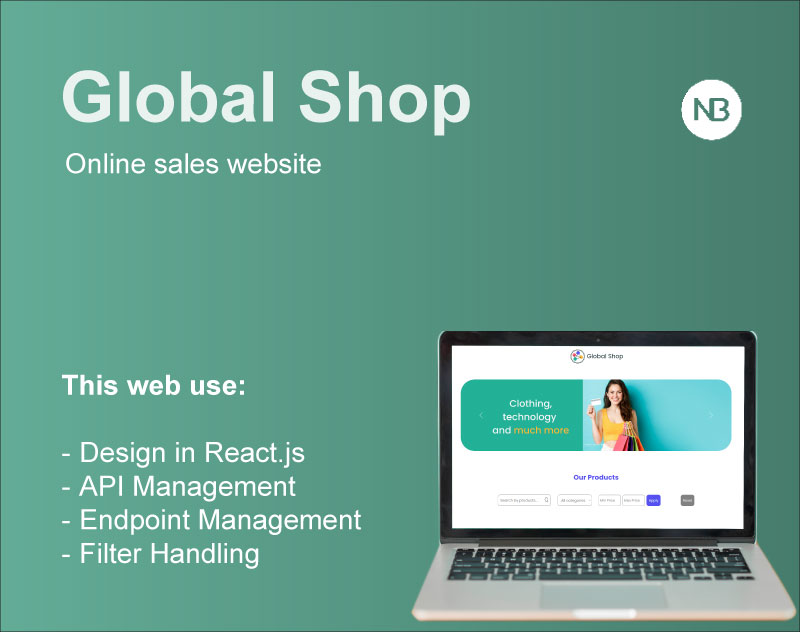 Global Shop
NB
Online sales website
This web use:
- Design in React.js
- API Management
- Endpoint Management
- Filter Handling
Global Shop
Clothing,
technology
and much more
Our Products
Search by products...
All categories
Min Price
Max Price
Apply